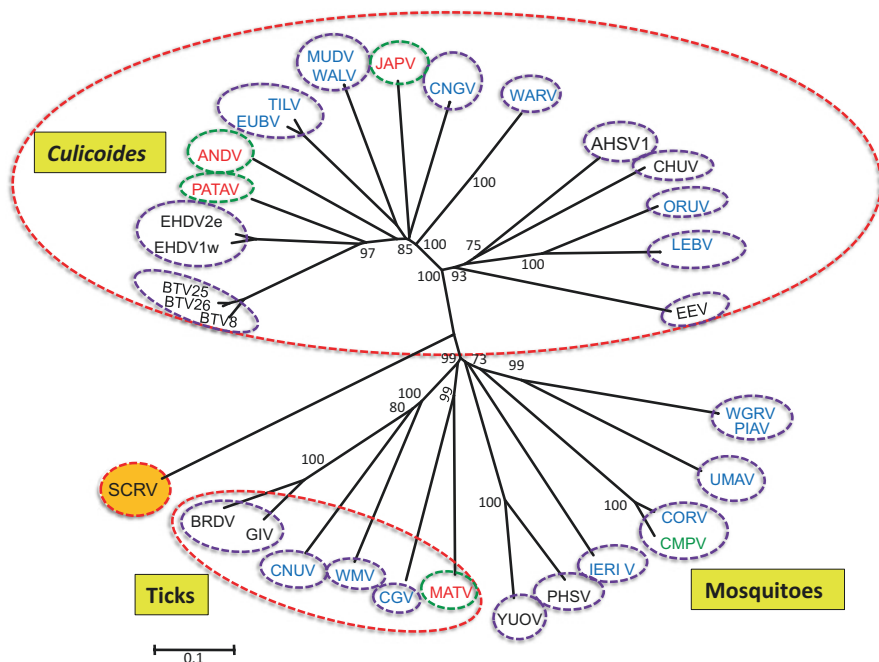 MUDV
WALV
JAPV
CNGV
WARV
TILV
EUBV
Culicoides
ANDV
AHSV1
CHUV
PATAV
100
ORUV
EHDV2e
EHDV1w
LEBV
75
85
100
97
100
100
93
BTV25
BTV26
BTV8
EEV
99
73
99
100
80
99
WGRV
PIAV
100
UMAV
SCRV
100
100
BRDV
GIV
CORV
CMPV
CNUV
WMV
IERI V
Ticks
CGV
MATV
PHSV
Mosquitoes
YUOV
0.1